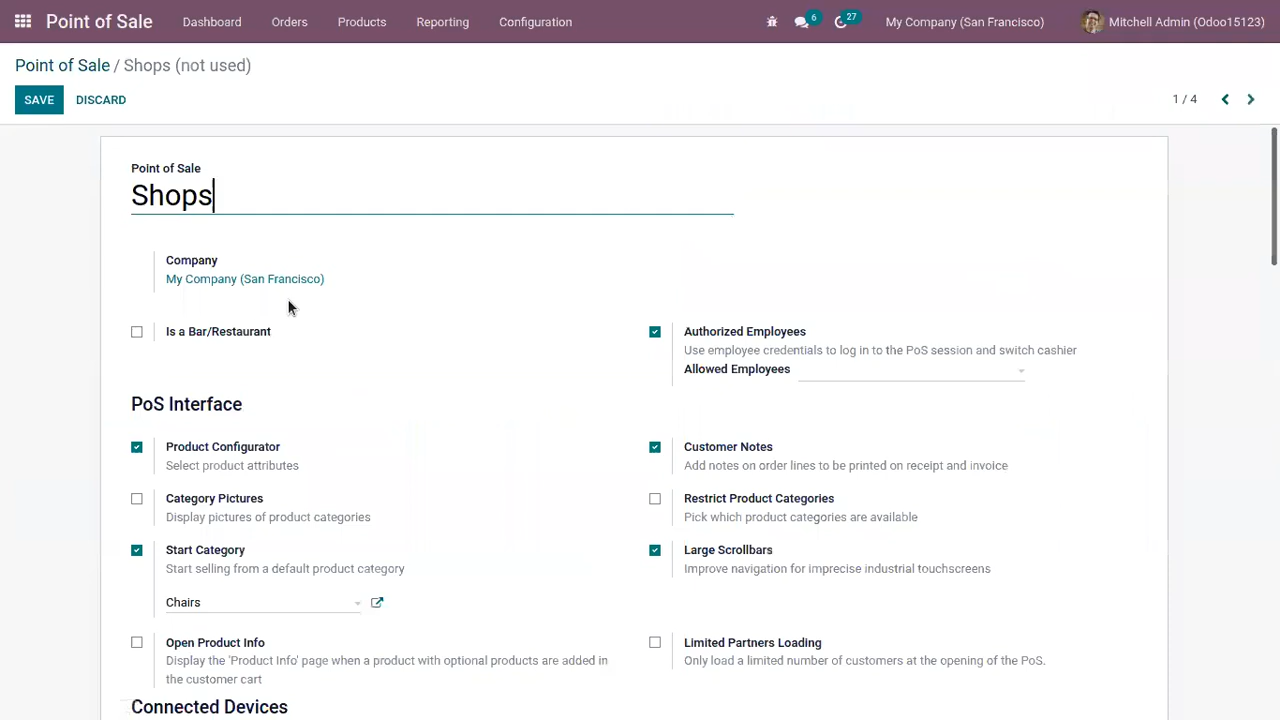 Point of Sale Dashboard Orders Products Reporting Configuration 6 27 My Company (San Francisco) Mitchell Admin (Odoo15123)
Point of Sale / Shops (not used)
SAVE DISCARD 1 / 4
Point of Sale
Shops
Company
My Company (San Francisco)
Is a Bar/Restaurant
Authorized Employees
Use employee credentials to log in to the PoS session and switch cashier
Allowed Employees
PoS Interface
Product Configurator
Select product attributes
Customer Notes
Add notes on order lines to be printed on receipt and invoice
Category Pictures
Display pictures of product categories
Restrict Product Categories
Pick which product categories are available
Start Category
Start selling from a default product category
Chairs
Large Scrollbars
Improve navigation for imprecise industrial touchscreens
Open Product Info
Display the 'Product Info' page when a product with optional products are added in
the customer cart
Limited Partners Loading
Only load a limited number of customers at the opening of the PoS.
Connected Devices